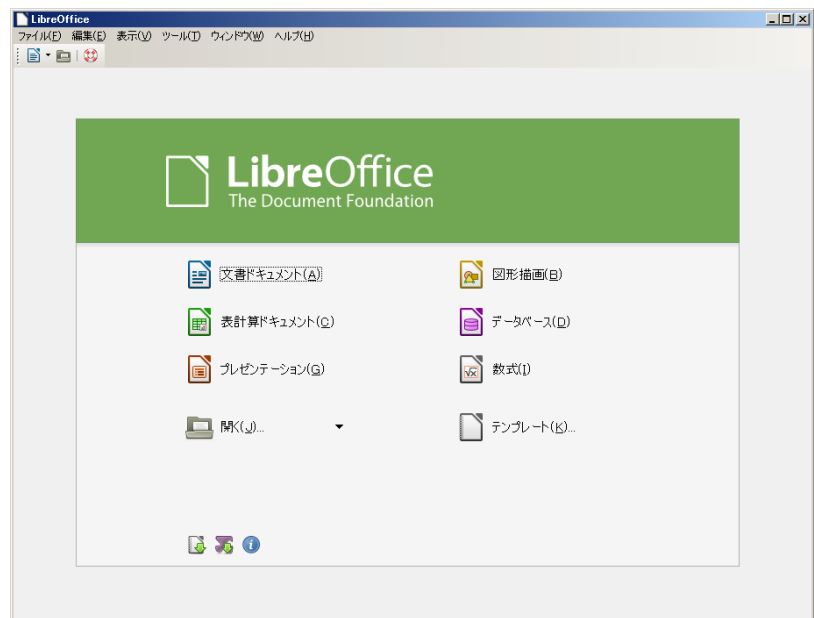 LibreOffice
ファイル(F) 編集(E) 表示(V) ツール(T) ウィンドウ(W) ヘルプ(H)
LibreOffice
The Document Foundation
文書ドキュメント(A)
図形描画(B)
表計算ドキュメント(C)
データベース(D)
プレゼンテーション(G)
数式(I)
開く(J)...
テンプレート(K)...